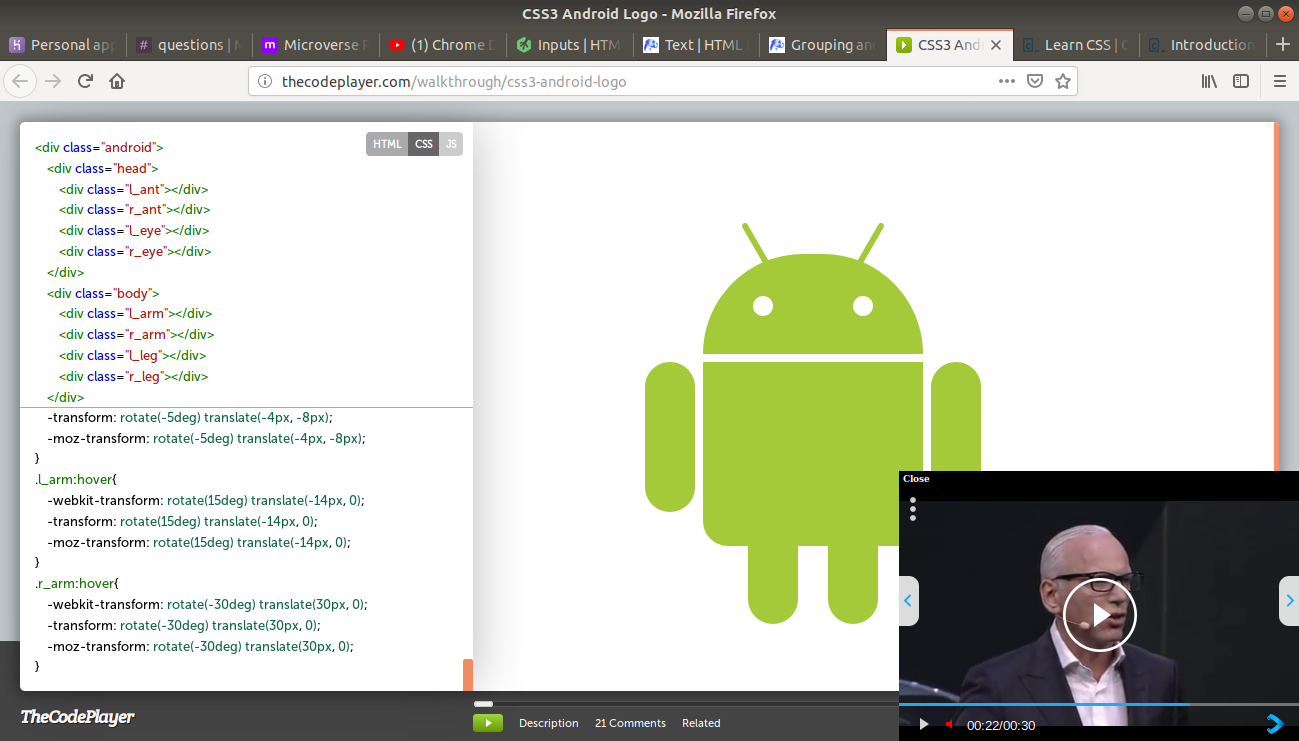 CSS3 Android Logo - Mozilla Firefox
Personal app
# questions | M
m Microverse P
(1) Chrome D
Inputs | HTM
Text | HTML
Grouping an
CSS3 And
Learn CSS | C
Introduction
thecodeplayer.com/walkthrough/css3-android-logo
HTML CSS JS
<div class="android">
<div class="head">
<div class="l_ant"></div>
<div class="r_ant"></div>
<div class="l_eye"></div>
<div class="r_eye"></div>
</div>
<div class="body">
<div class="l_arm"></div>
<div class="r_arm"></div>
<div class="l_leg"></div>
<div class="r_leg"></div>
</div>
-transform: rotate(-5deg) translate(-4px, -8px);
-moz-transform: rotate(-5deg) translate(-4px, -8px);
}
.l_arm:hover{
-webkit-transform: rotate(15deg) translate(-14px, 0);
-transform: rotate(15deg) translate(-14px, 0);
-moz-transform: rotate(15deg) translate(-14px, 0);
}
.r_arm:hover{
-webkit-transform: rotate(-30deg) translate(30px, 0);
-transform: rotate(-30deg) translate(30px, 0);
-moz-transform: rotate(-30deg) translate(30px, 0);
}
Close
TheCodePlayer
Description 21 Comments Related
00:22/00:30